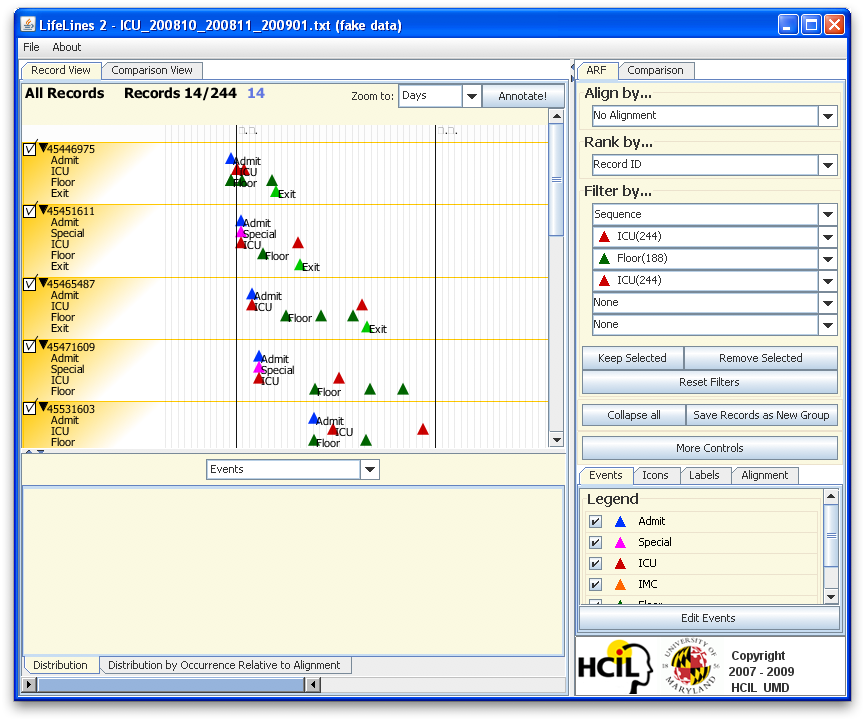 LifeLines 2 - ICU_200810_200811_200901.txt (fake data)
File About
Record View Comparison View
All Records Records 14/244 14 Zoom to: Days Annotate!
45446975
Admit
ICU
Floor
Exit
Admit
ICU
Floor
Exit
45451611
Admit
Special
ICU
Floor
Exit
Admit
Special
ICU
Floor
Exit
45465487
Admit
ICU
Floor
Exit
Admit
ICU
Floor
Exit
45471609
Admit
Special
ICU
Floor
Admit
Special
ICU
Floor
45531603
Admit
ICU
Floor
Admit
ICU
Floor
Events
Distribution Distribution by Occurrence Relative to Alignment
ARF Comparison
Align by...
No Alignment
Rank by...
Record ID
Filter by...
Sequence
ICU(244)
Floor(188)
ICU(244)
None
None
Keep Selected Remove Selected
Reset Filters
Collapse all Save Records as New Group
More Controls
Events Icons Labels Alignment
Legend
Admit
Special
ICU
IMC
Floor
Edit Events
HCIL
UNIVERSITY OF
18 56
MARYLAND
Copyright
2007 - 2009
HCIL UMD